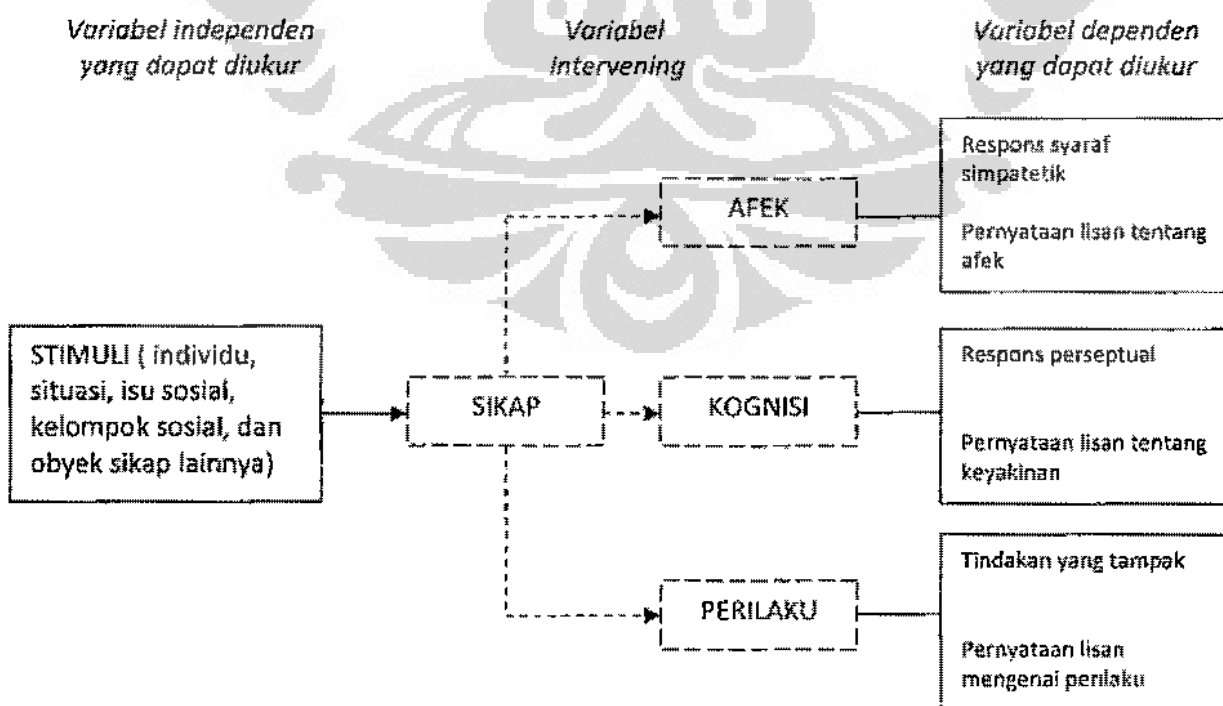 Variabel independen
yang dapat diukur
Variabel
Intervening
Variabel dependen
yang dapat diukur
Respons syaraf
simpatetik
AFEK
Pernyataan lisan tentang
afek
STIMULI ( individu,
situasi, isu sosial,
kelompok sosial, dan
obyek sikap lainnya)
SIKAP
KOGNISI
Respons perseptual
Pernyataan lisan tentang
keyakinan
PERILAKU
Tindakan yang tampak
Pernyataan lisan
mengenai perilaku